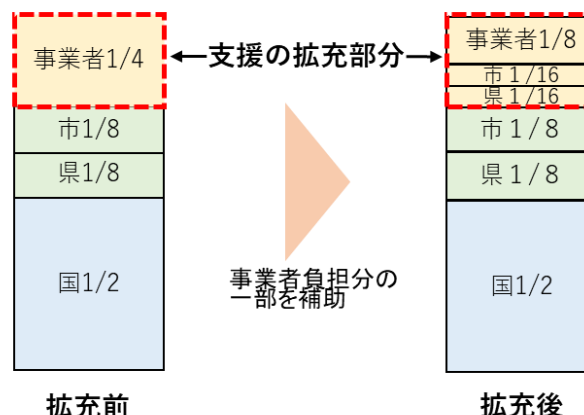 事業者1/4
市1/8
県1/8
国1/2
拡充前
支援の拡充部分
事業者負担分の
一部を補助
事業者1/8
市１/16
県１/16
市１/８
県１/８
国1/2
拡充後